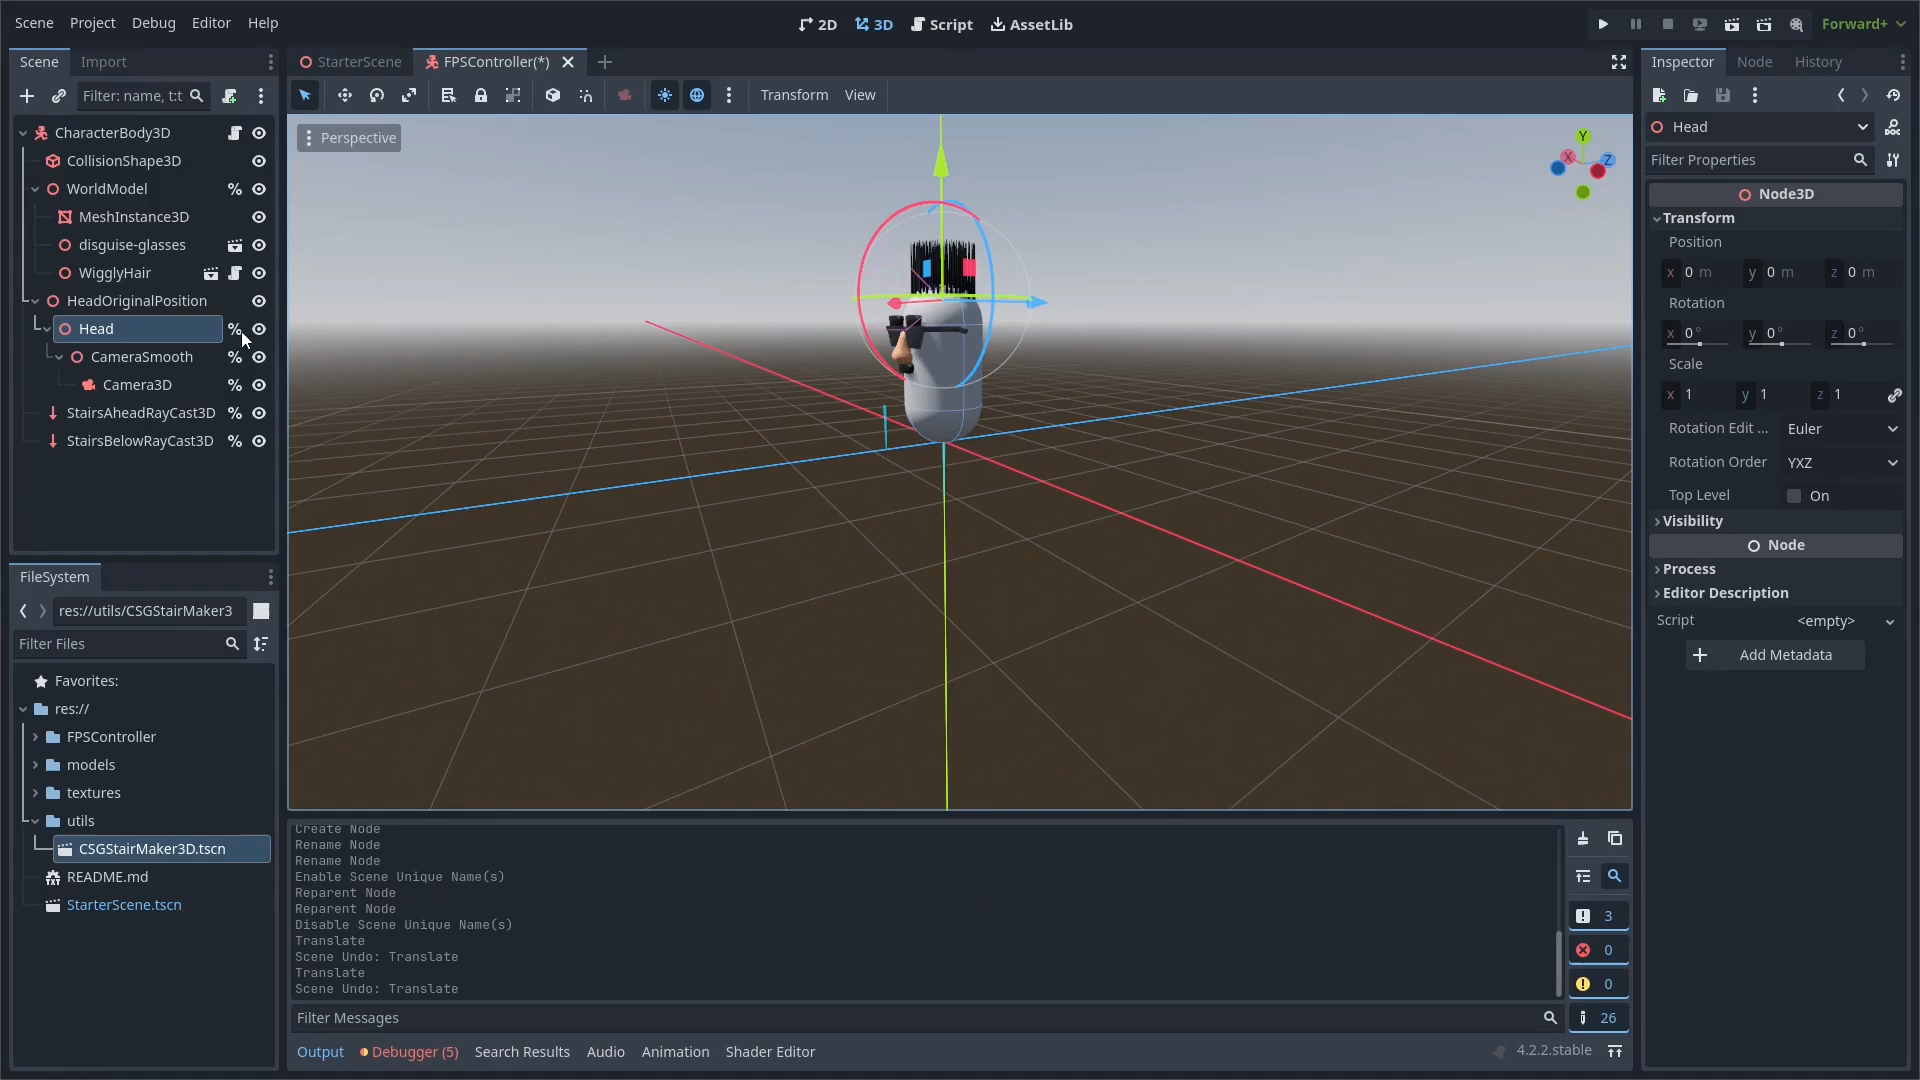 Scene Project Debug Editor Help
2D 3D Script AssetLib
Forward+
Scene Import
StarterScene FPSController(*)
Inspector Node History
Filter: name, t:t
Transform View
Perspective
Y
X
Z
CharacterBody3D
CollisionShape3D
WorldModel %
MeshInstance3D
disguise-glasses
WigglyHair
HeadOriginalPosition
Head %
CameraSmooth %
Camera3D %
StairsAheadRayCast3D %
StairsBelowRayCast3D %
FileSystem
res://utils/CSGStairMaker3
Filter Files
Favorites:
res://
FPSController
models
textures
utils
CSGStairMaker3D.tscn
README.md
StarterScene.tscn
Create Node
Rename Node
Rename Node
Enable Scene Unique Name(s)
Reparent Node
Reparent Node
Disable Scene Unique Name(s)
Translate
Scene Undo: Translate
Translate
Scene Undo: Translate
Filter Messages
3
0
0
26
Output Debugger (5) Search Results Audio Animation Shader Editor
4.2.2.stable
Head
Filter Properties
Node3D
Transform
Position
x 0 m y 0 m z 0 m
Rotation
x 0° y 0° z 0°
Scale
x 1 y 1 z 1
Rotation Edit ... Euler
Rotation Order YXZ
Top Level On
Visibility
Node
Process
Editor Description
Script <empty>
Add Metadata